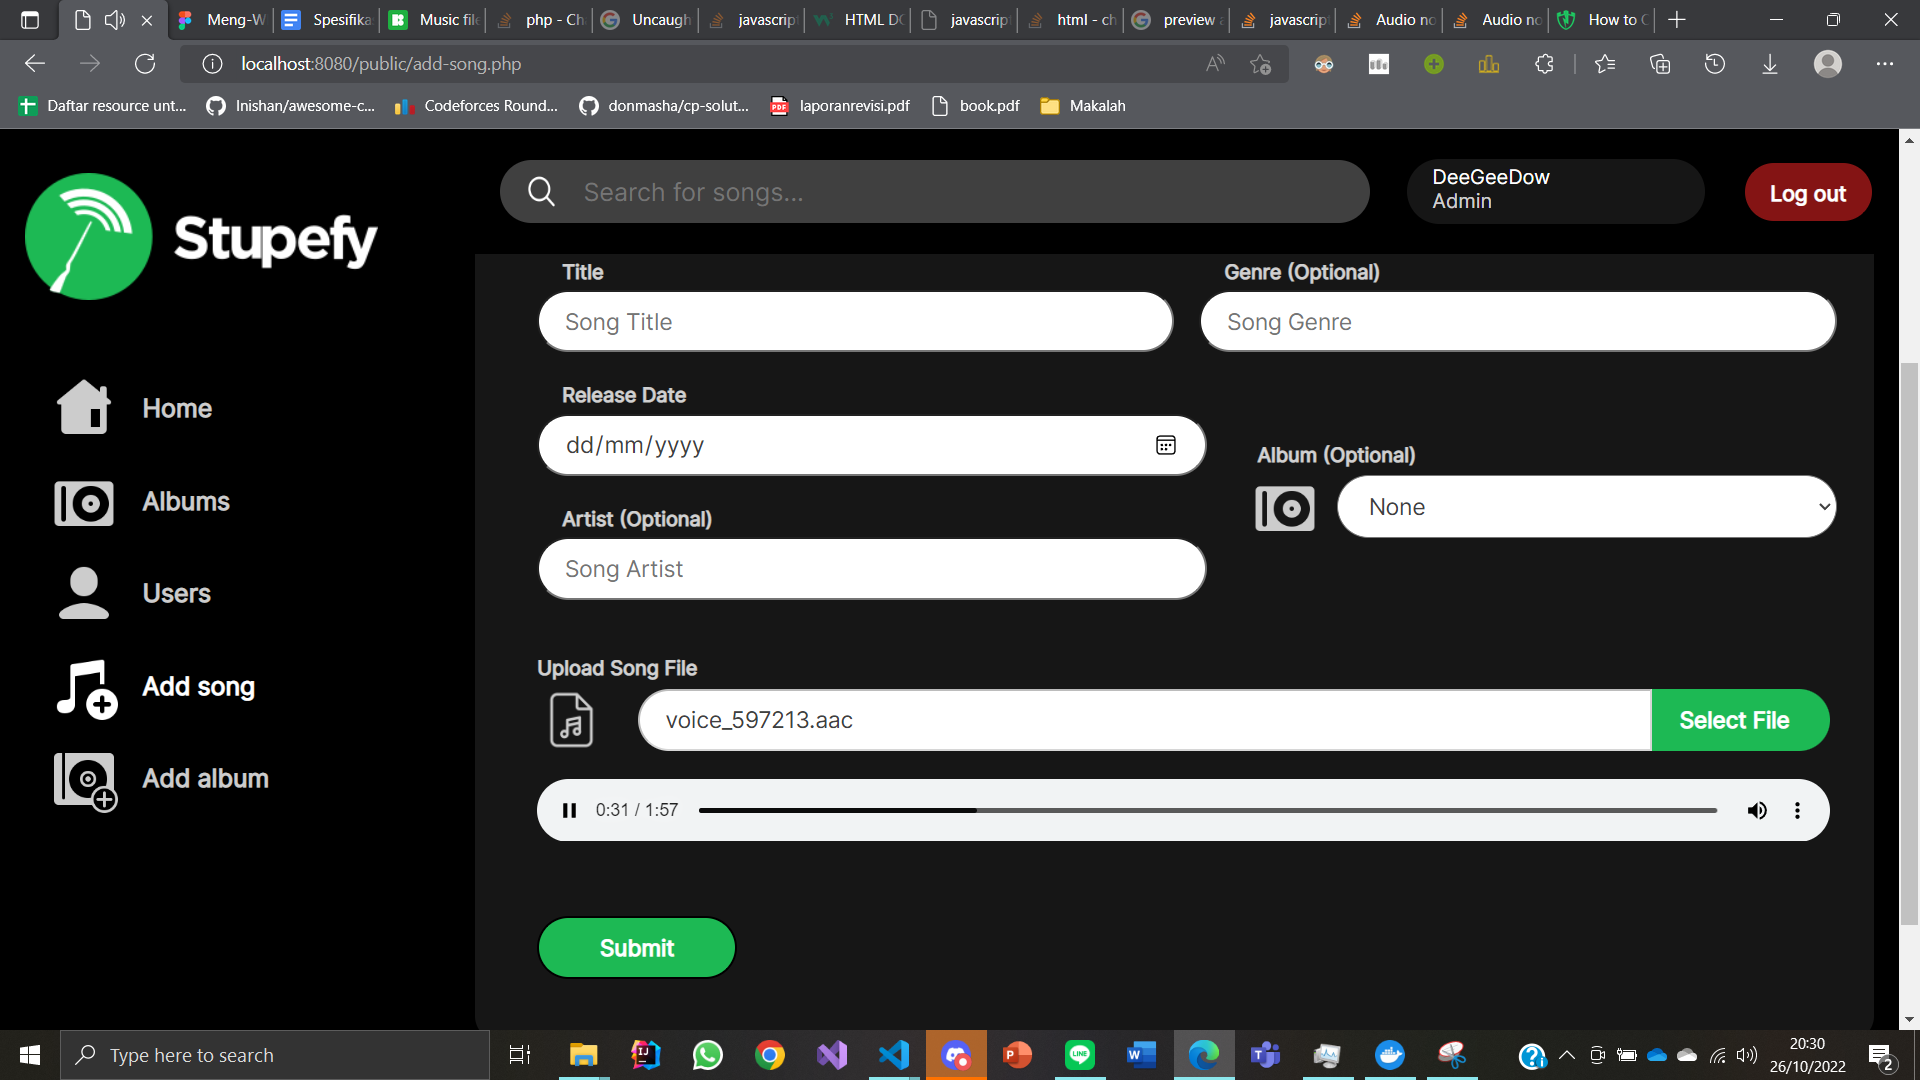 Meng-W
Spesifika
Music file
php - Ch
Uncaugh
javascrip
HTML DO
javascrip
html - ch
preview a
javascrip
Audio no
Audio no
How to C
localhost:8080/public/add-song.php
Daftar resource unt...
Inishan/awesome-c...
Codeforces Round...
donmasha/cp-solut...
laporanrevisi.pdf
book.pdf
Makalah
Stupefy
Search for songs...
DeeGeeDow
Admin
Log out
Home
Albums
Users
Add song
Add album
Title
Song Title
Genre (Optional)
Song Genre
Release Date
dd/mm/yyyy
Album (Optional)
None
Artist (Optional)
Song Artist
Upload Song File
voice_597213.aac
Select File
0:31 / 1:57
Submit
Type here to search
20:30
26/10/2022
2